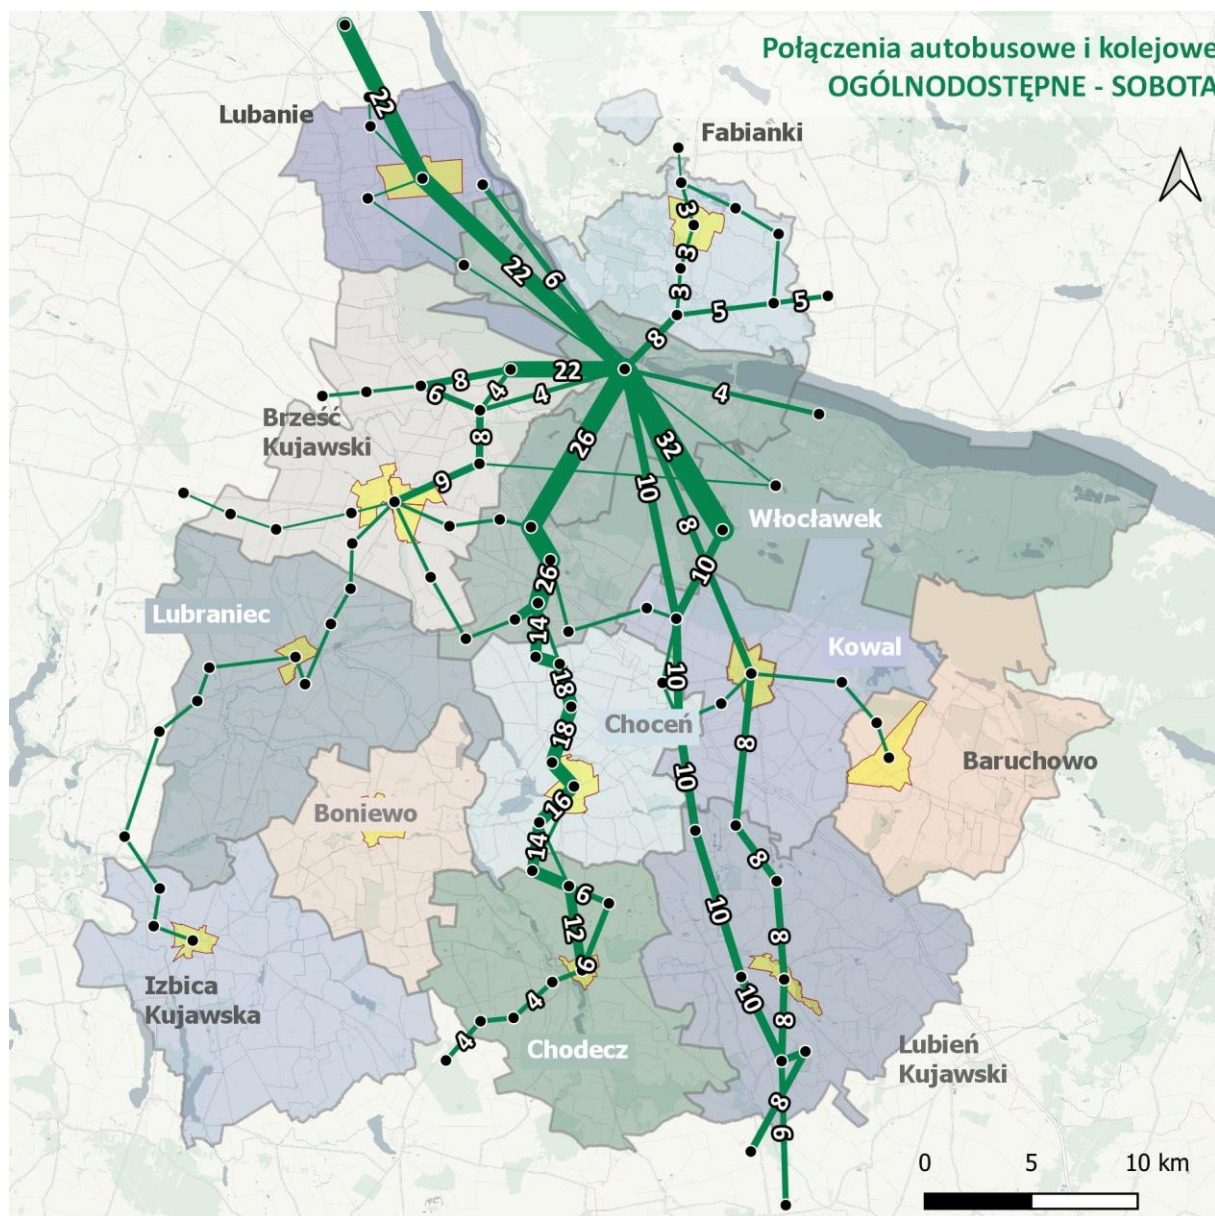 Połączenia autobusowe i kolejowe
OGÓLNODOSTĘPNE - SOBOTA
22
Lubanie
Fabianki
3
22
6
3
3
5
5
8
22
8
4
6
4
4
Brześć
Kujawski
8
26
32
9
10
8
Włocławek
10
26
Lubraniec
14
Kowal
18
10
Choceń
18
8
Baruchowo
10
Boniewo
16
14
8
6
10
12
8
9
Izbica
Kujawska
4
10
8
4
Chodecz
Lubień
Kujawski
8
6
0 5 10 km